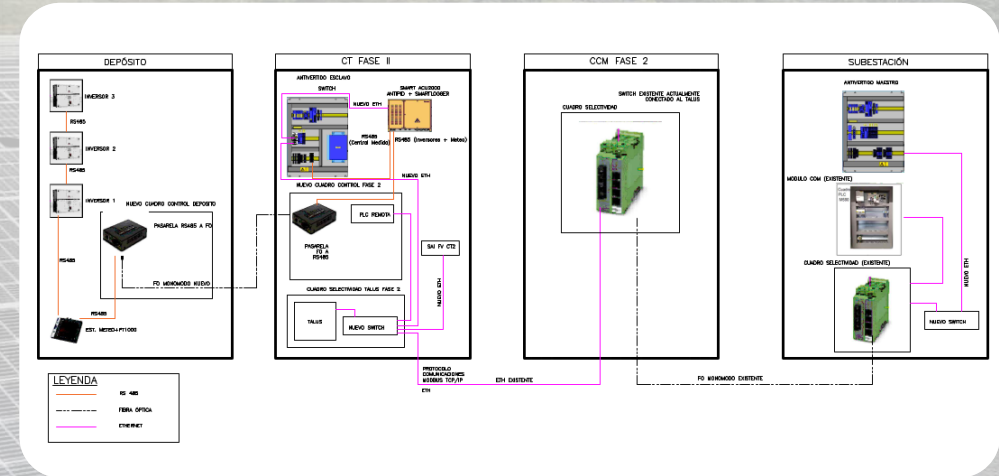 DEPÓSITO
INVERSOR 3
RS485
INVERSOR 2
RS485
INVERSOR 1
NUEVO CUADRO CONTROL DEPOSITO
PASARELA RS485 A FO
RS485
FO MONOMODO NUEVO
RS485
EST. METEO+PT1000
CT FASE II
ANTIVERTIDO ESCLAVO
SWITCH
SMART ACU2000
ANTIPID + SMARTLOGGER
NUEVO ETH
RS485
(Central Medida)
RS485 (Inversores + Meteo)
NUEVO ETH
NUEVO CUADRO CONTROL FASE 2
PLC REMOTA
PASARELA
FO A
RS485
SAI FV CT2
NUEVO ETH
CUADRO SELECTIVIDAD TALUS FASE 2
TALUS
NUEVO SWITCH
PROTOCOLO
COMUNICACIONES
MODBUS TCP/IP
ETH
ETH EXISTENTE
CCM FASE 2
SWITCH EXISTENTE ACTUALMENTE
CONECTADO AL TALUS
CUADRO SELECTIVIDAD
FO MONOMODO EXISTENTE
SUBESTACIÓN
ANTIVERTIDO MAESTRO
MODULO COM (EXISTENTE)
CUADRO SELECTIVIDAD (EXISTENTE)
NUEVO ETH
NUEVO SWITCH
LEYENDA
RS 485
FIBRA ÓPTICA
ETHERNET